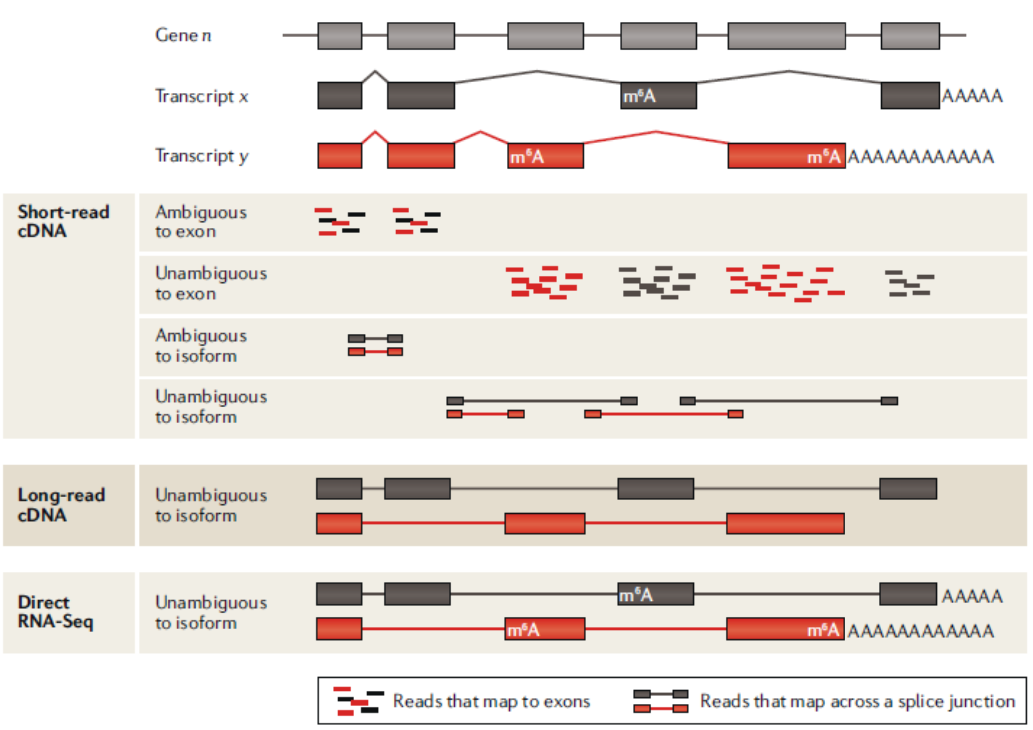 Gene n
Transcript x
m⁶A
AAAAA
Transcript y
m⁶A
m⁶A
AAAAAAAAAAAA
Short-read
cDNA
Ambiguous
to exon
Unambiguous
to exon
Ambiguous
to isoform
Unambiguous
to isoform
Long-read
cDNA
Unambiguous
to isoform
Direct
RNA-Seq
Unambiguous
to isoform
m⁶A
AAAAA
m⁶A
m⁶A
AAAAAAAAAAAA
Reads that map to exons
Reads that map across a splice junction